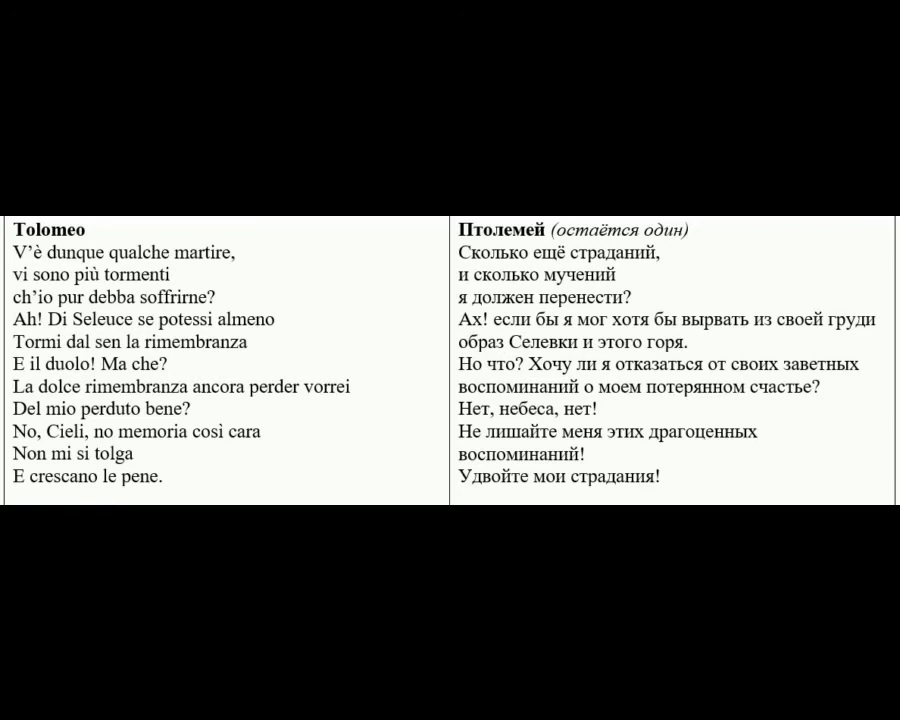 Tolomeo
V’è dunque qualche martire,
vi sono più tormenti
ch’io pur debba soffrirne?
Ah! Di Seleuce se potessi almeno
Tormi dal sen la rimembranza
E il duolo! Ma che?
La dolce rimembranza ancora perder vorrei
Del mio perduto bene?
No, Cieli, no memoria così cara
Non mi si tolga
E crescano le pene.
Птолемей (остаётся один)
Сколько ещё страданий,
и сколько мучений
я должен перенести?
Ах! если бы я мог хотя бы вырвать из своей груди
образ Селевки и этого горя.
Но что? Хочу ли я отказаться от своих заветных
воспоминаний о моем потерянном счастье?
Нет, небеса, нет!
Не лишайте меня этих драгоценных
воспоминаний!
Удвойте мои страдания!